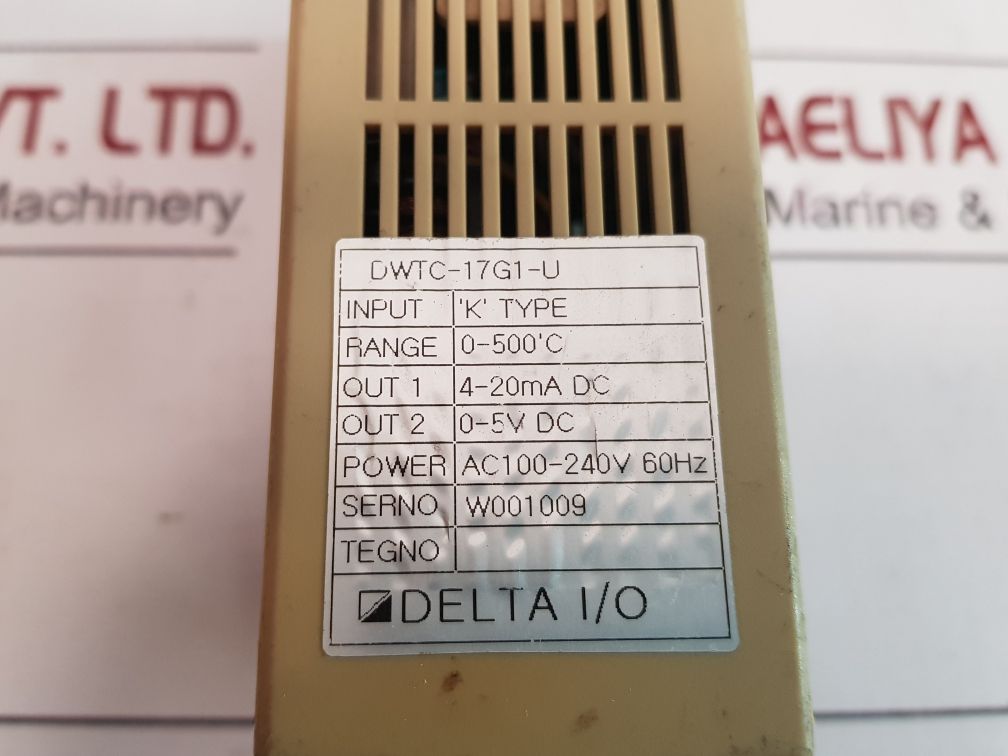 VT. LTD.
Machinery
AELIYA
Marine &
DWTC-17G1-U
INPUT 'K' TYPE
RANGE 0-500'C
OUT 1 4-20mA DC
OUT 2 0-5V DC
POWER AC100-240V 60Hz
SERNO W001009
TEGNO
DELTA I/O